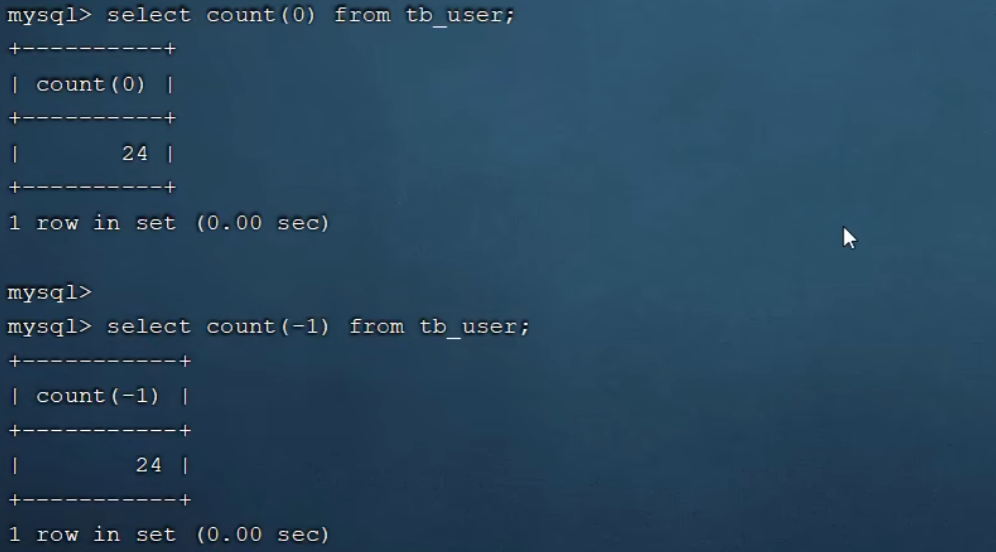 mysql> select count(0) from tb_user;
+----------+
| count(0) |
+----------+
|       24 |
+----------+
1 row in set (0.00 sec)
mysql>
mysql> select count(-1) from tb_user;
+-----------+
| count(-1) |
+-----------+
|        24 |
+-----------+
1 row in set (0.00 sec)